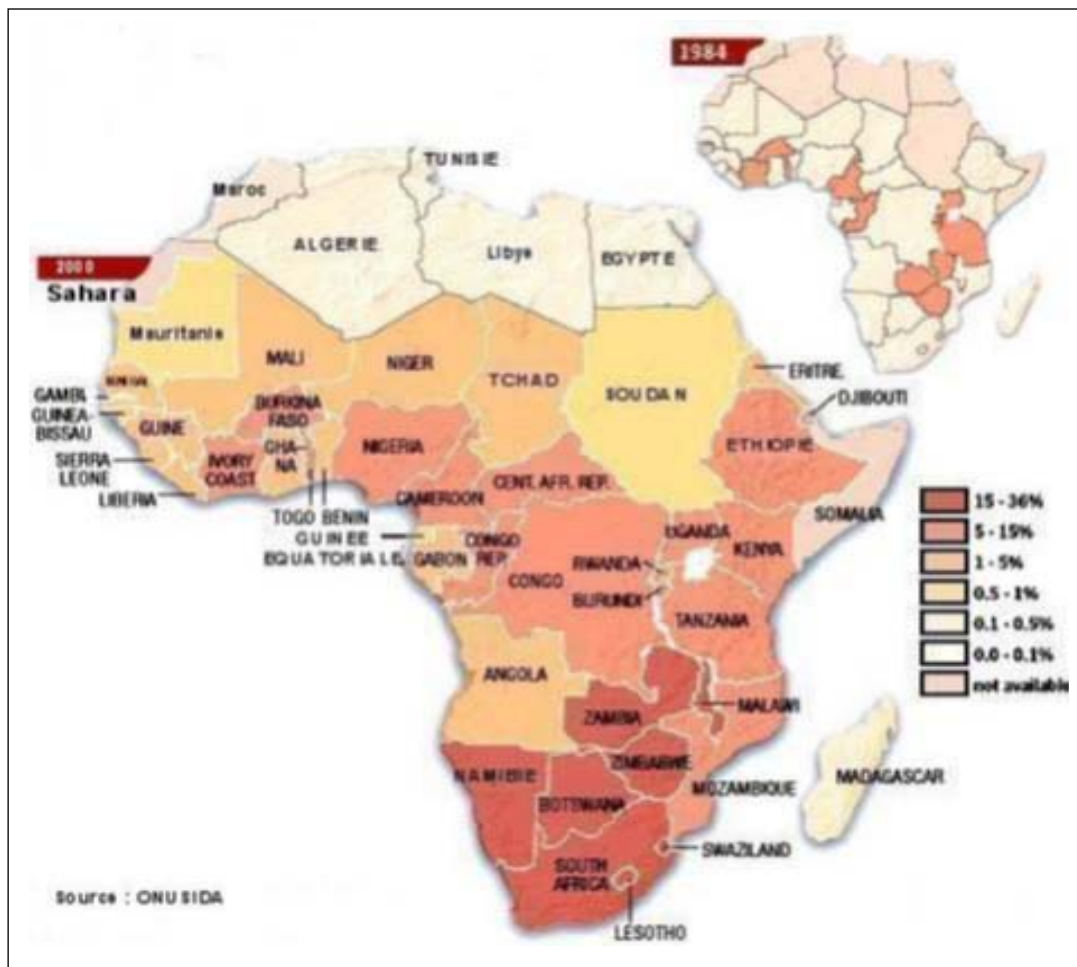 1984
TUNISIE
Maroc
ALGERIE
Libye
EGYPTE
2000
Sahara
Mauritanie
MALI
NIGER
TCHAD
SOUDAN
ERITRE.
DJIBOUTI
GAMBI.
GUINEA-
BISSAU
GUINE
BURKINA
FASO
GHA-
NA
NIGERIA
ETHIOPIE
SIERRA
LEONE
IVORY
COAST
LIBERIA
CENT. AFR. REP.
CAMEROON
SOMALIA
TOGO
BENIN
GUINEE
EQUATORIALE
GABON
CONGO
REP.
CONGO
UGANDA
KENYA
RWANDA
BURUNDI
TANZANIA
15 - 36%
5 - 15%
1 - 5%
0.5 - 1%
0.1 - 0.5%
0.0 - 0.1%
not available
ANGOLA
ZAMBIA
MALAWI
NAMIBIE
ZIMBABWE
MOZAMBIQUE
MADAGASCAR
BOTSWANA
SWAZILAND
SOUTH
AFRICA
LESOTHO
Source : ONUSIDA